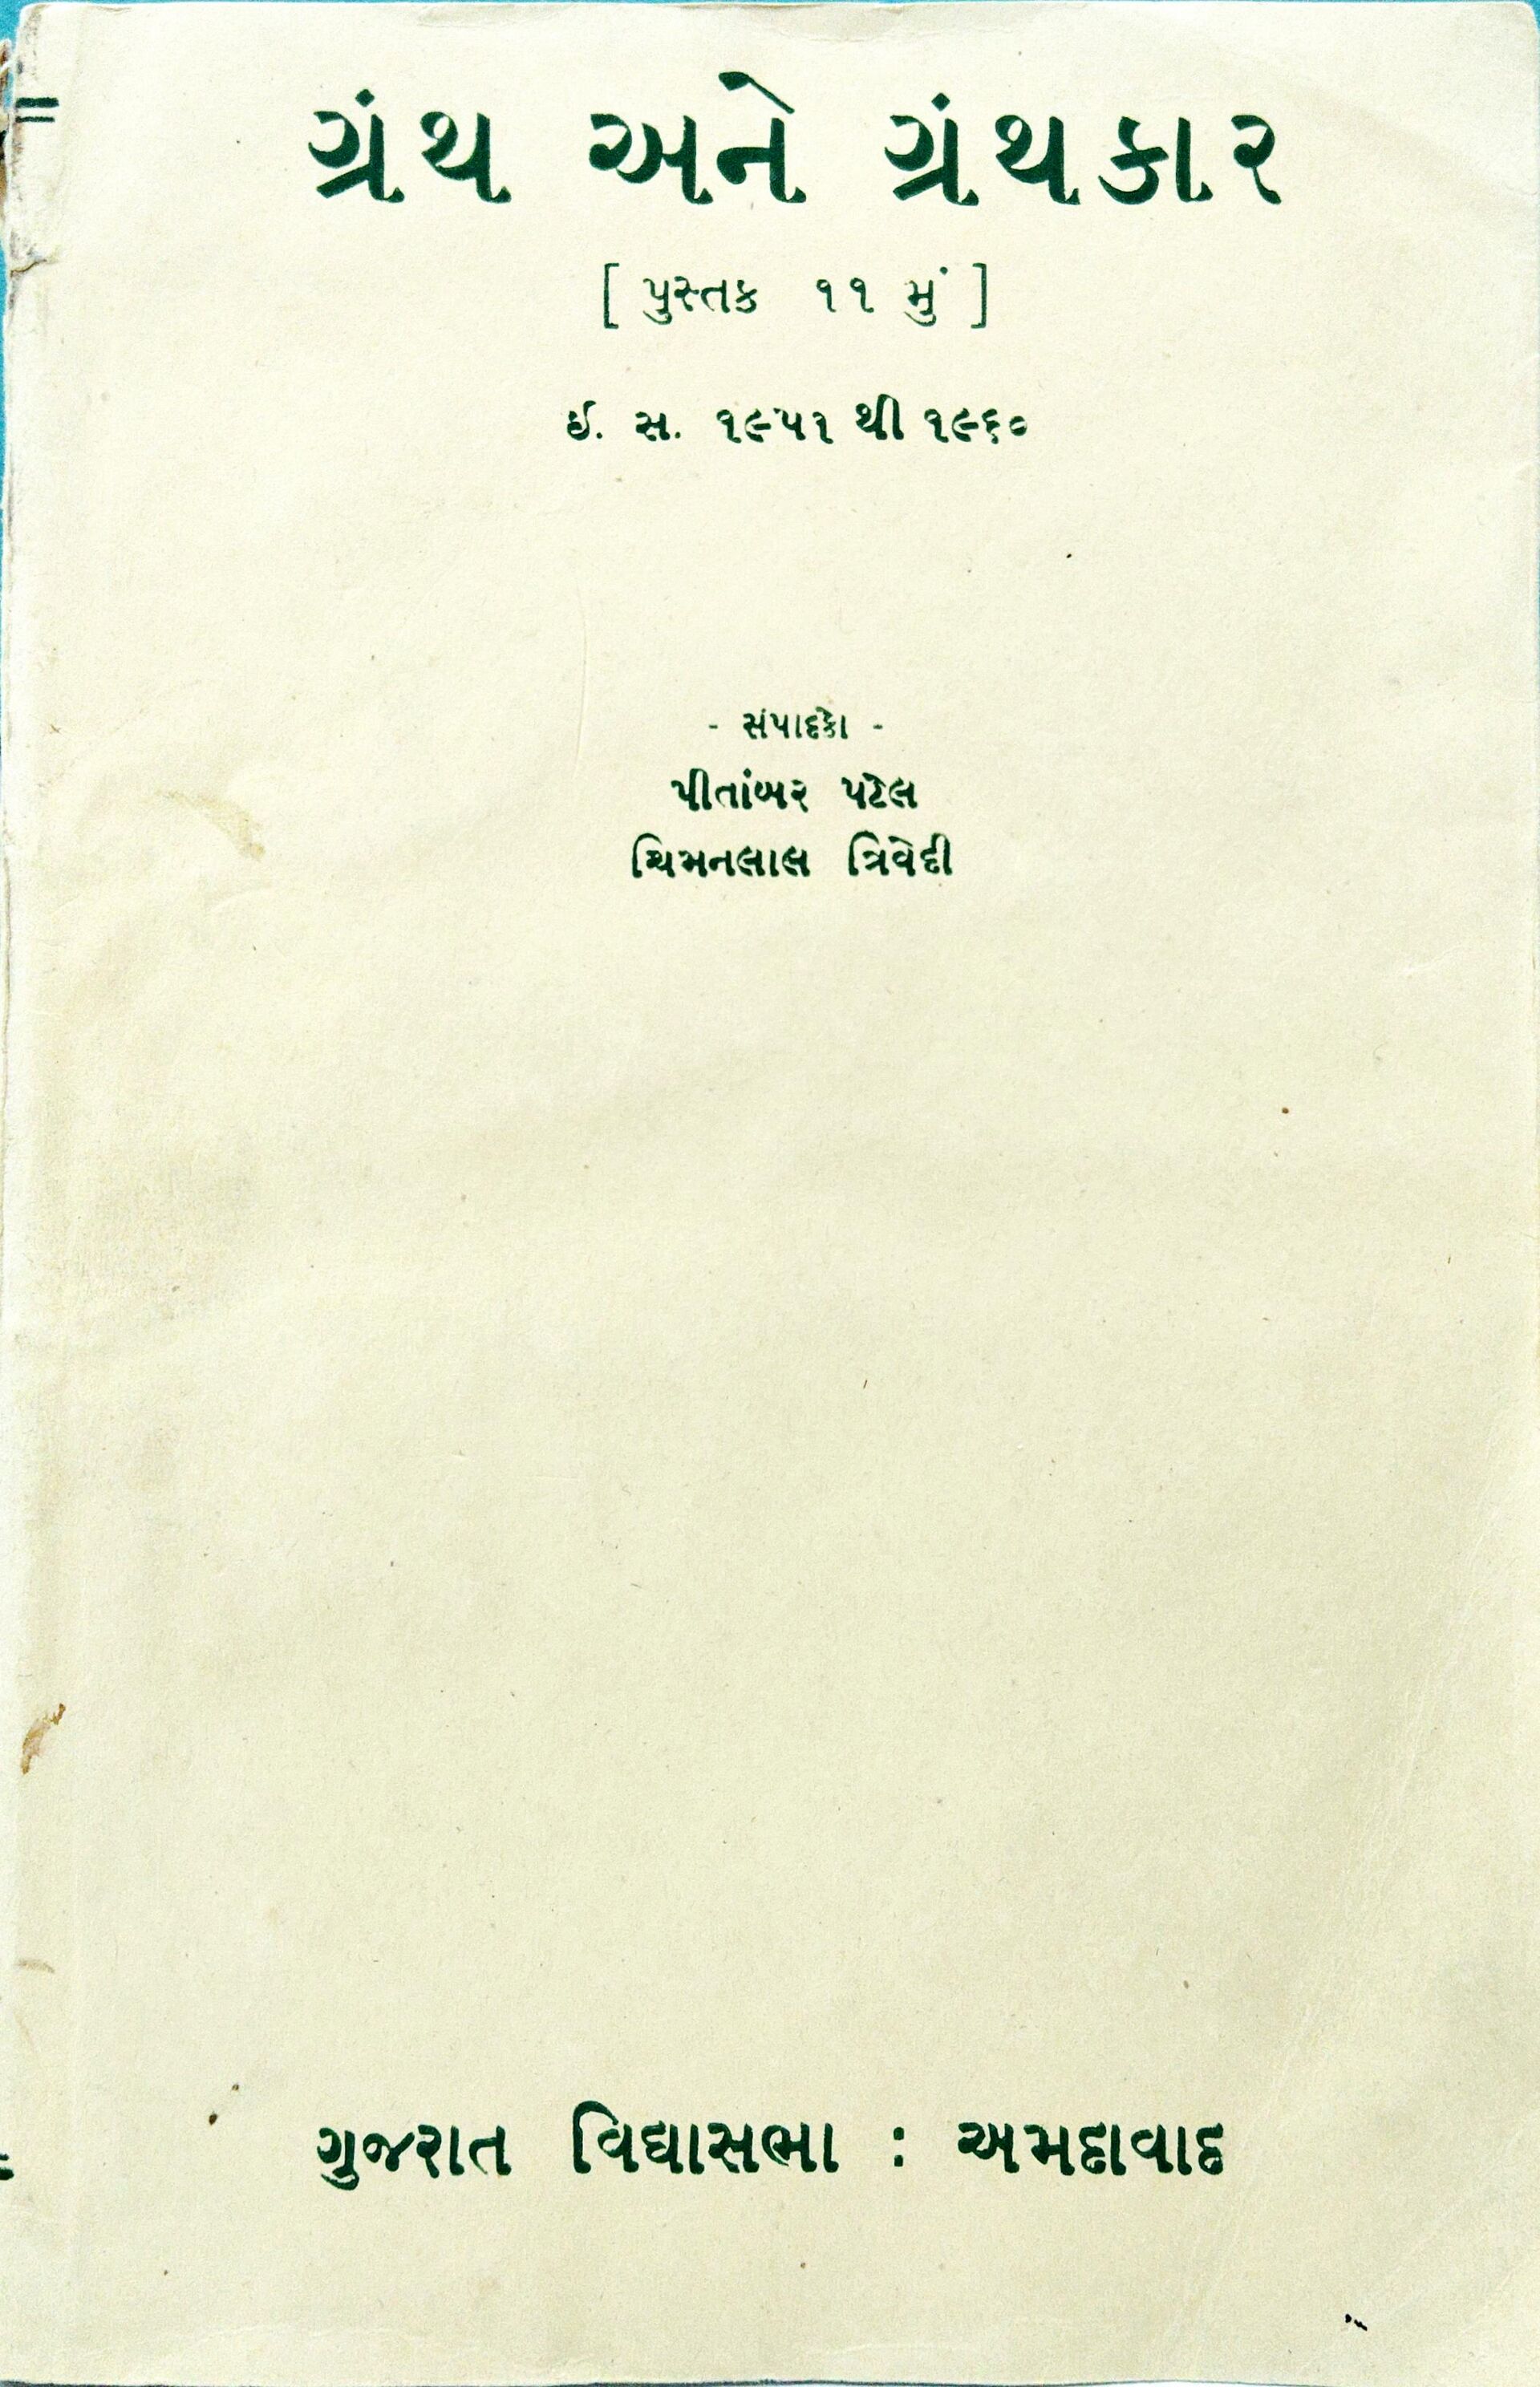 ગ્રંથ અને ગ્રંથકાર
[ પુસ્તક ૧૧ મું ]
ઈ. સ. ૧૯૫૧ થી ૧૯૬૦
- સંપાદકો -
પીતાંબર પટેલ
ચિમનલાલ ત્રિવેદી
ગુજરાત વિદ્યાસભા : અમદાવાદ